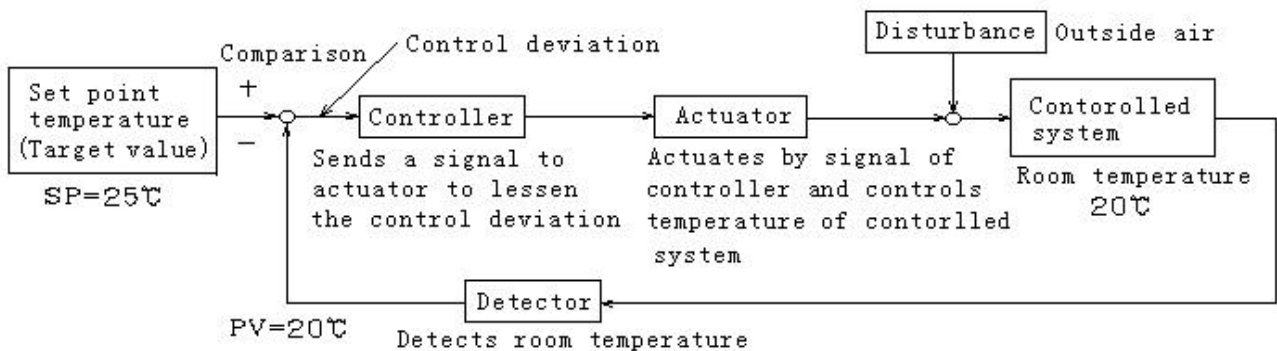 Disturbance
Outside air
Control deviation
Comparison
+
−
Set point
temperature
(Target value)
SP=25℃
Controller
Sends a signal to
actuator to lessen
the control deviation
Actuator
Actuates by signal of
controller and controls
temperature of contorlled
system
Contorolled
system
Room temperature
20℃
Detector
Detects room temperature
PV=20℃